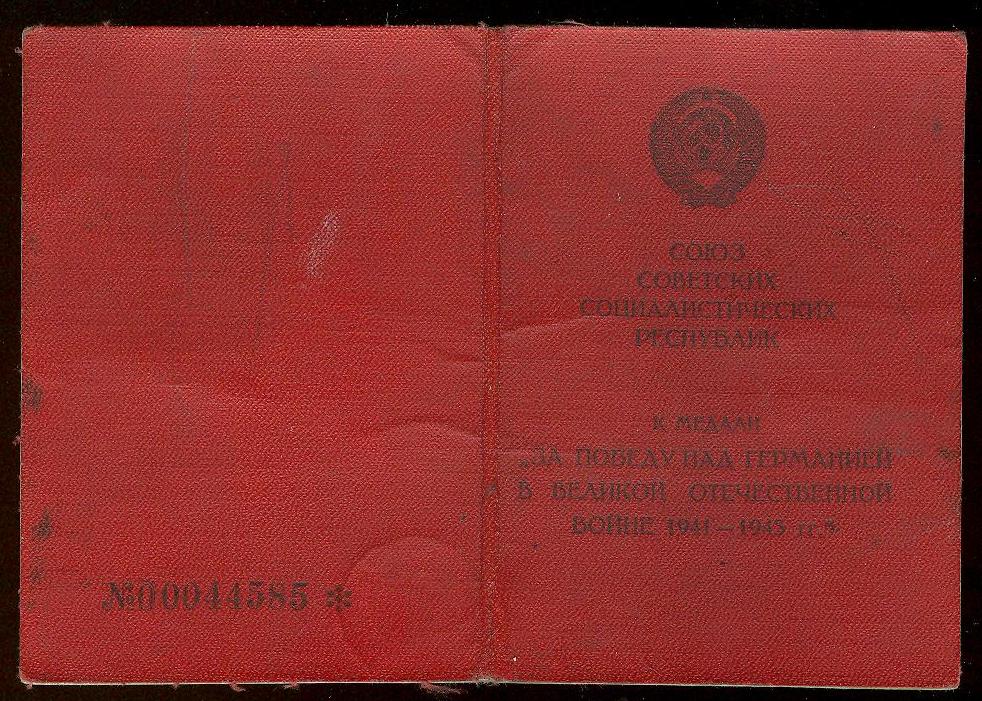 №00044585 *
СОЮЗ
СОВЕТСКИХ
СОЦИАЛИСТИЧЕСКИХ
РЕСПУБЛИК
К МЕДАЛИ
„ЗА ПОБЕДУ НАД ГЕРМАНИЕЙ
В ВЕЛИКОЙ ОТЕЧЕСТВЕННОЙ
ВОЙНЕ 1941—1945 гг.“